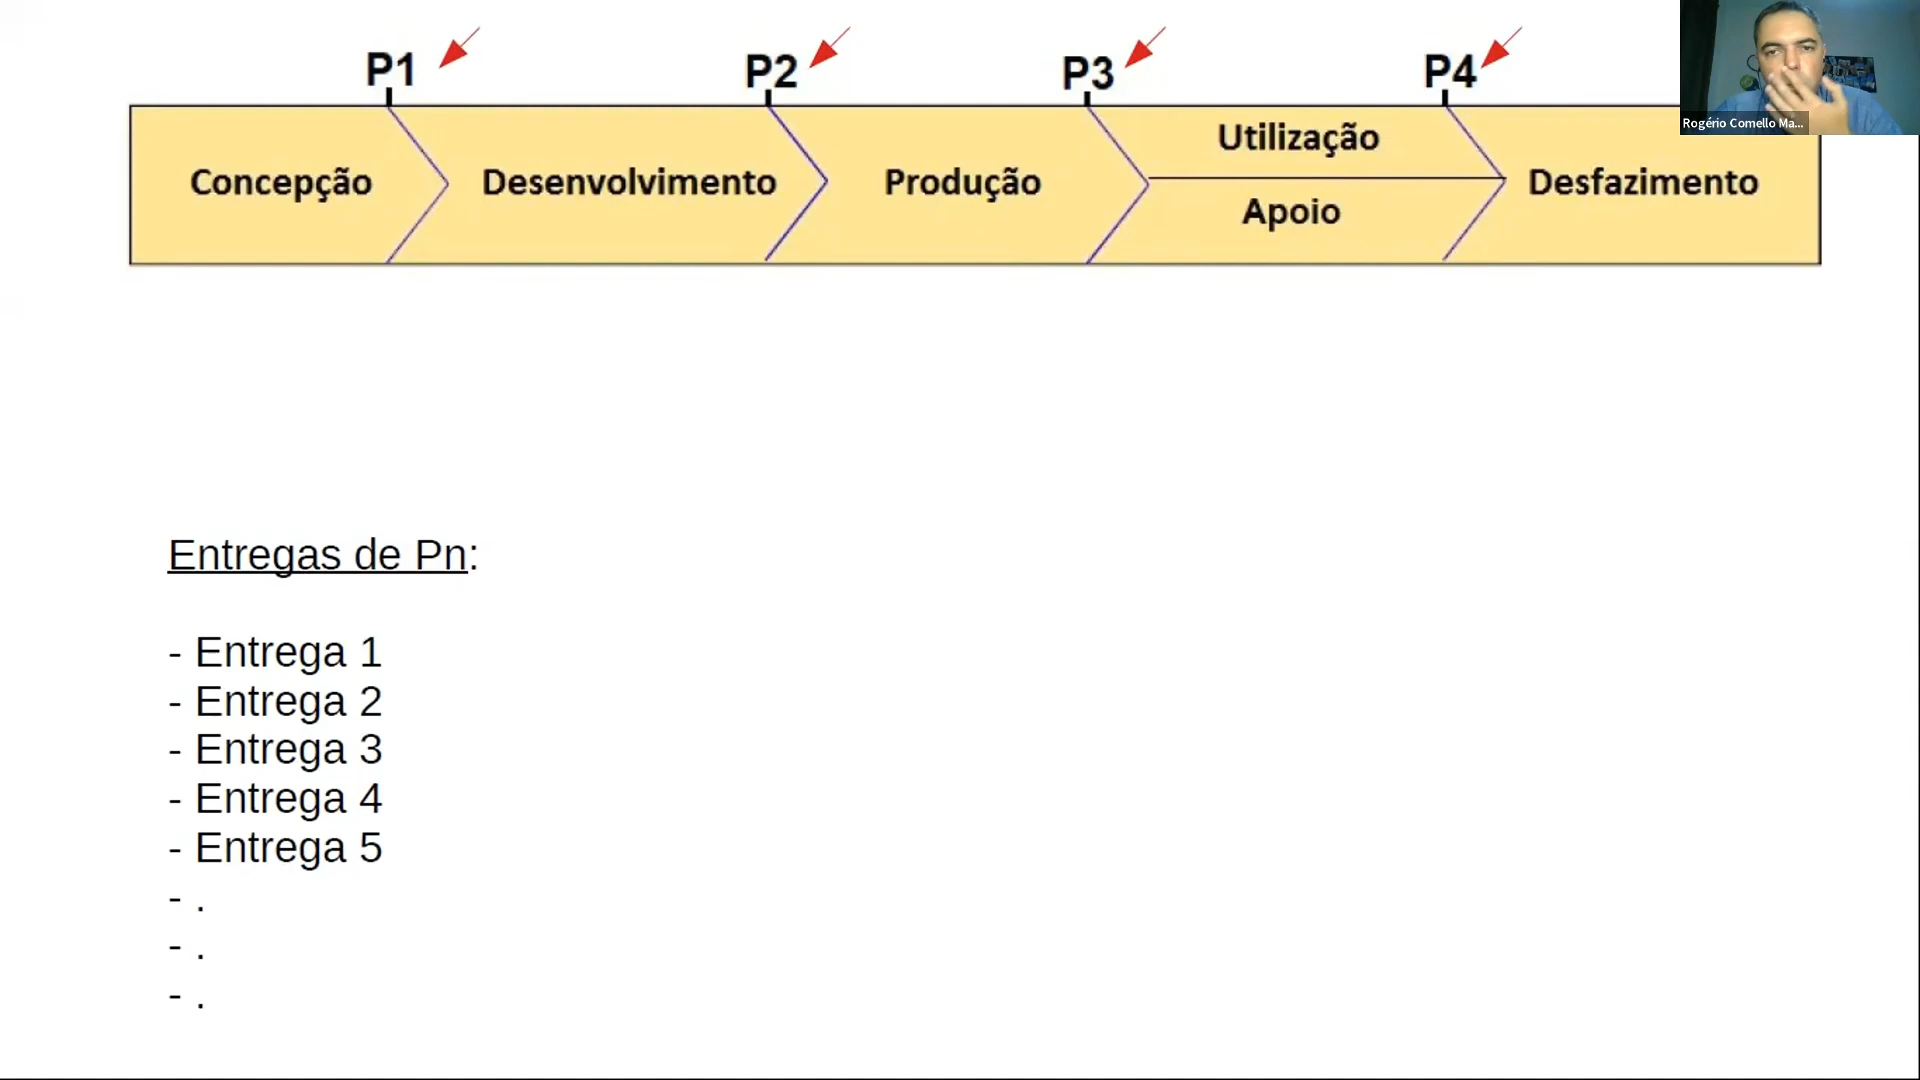 P1
P2
P3
P4
Concepção
Desenvolvimento
Produção
Utilização
Apoio
Desfazimento
Rogério Comello Ma...
Entregas de Pn:
- Entrega 1
- Entrega 2
- Entrega 3
- Entrega 4
- Entrega 5
- .
- .
- .